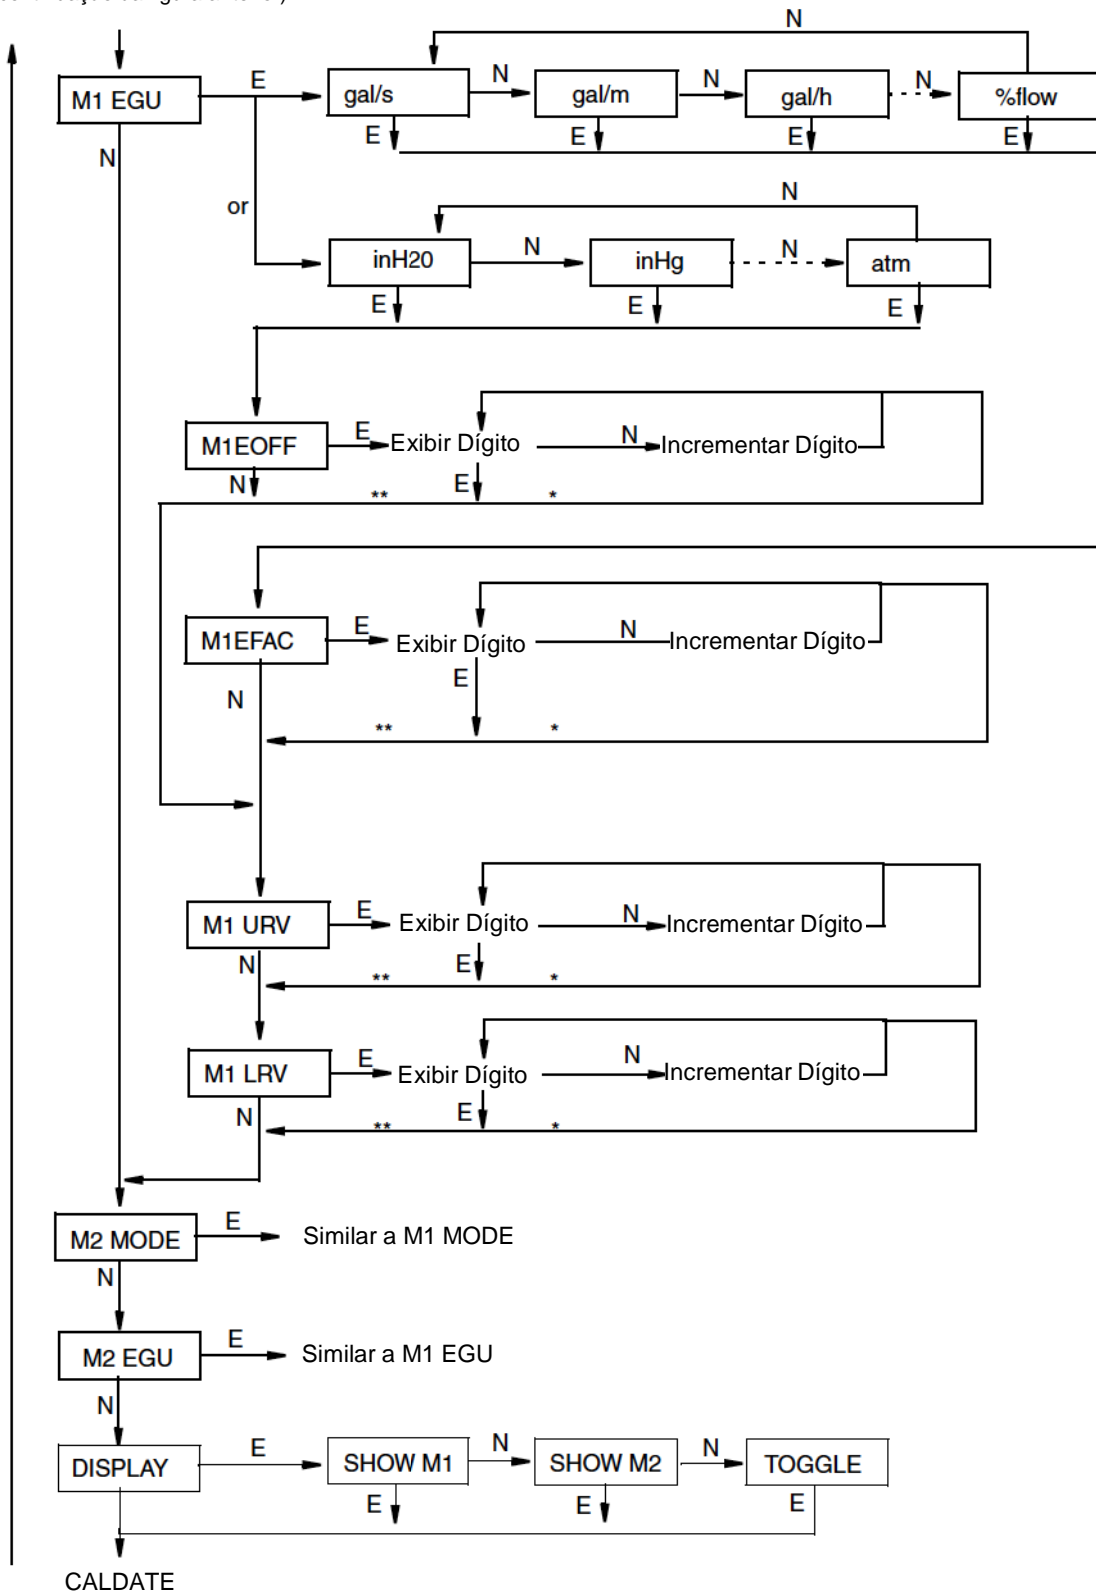 N
M1 EGU E gal/s N gal/m N gal/h N %flow
E E E E
N
or
N
inH20 N inHg N atm
E E E
M1EOFF E Exibir Dígito N Incrementar Dígito
N E
** *
M1EFAC E Exibir Dígito N Incrementar Dígito
N E
** *
M1 URV E Exibir Dígito N Incrementar Dígito
N E
** *
M1 LRV E Exibir Dígito N Incrementar Dígito
N E
** *
M2 MODE E Similar a M1 MODE
N
M2 EGU E Similar a M1 EGU
N
DISPLAY E SHOW M1 N SHOW M2 N TOGGLE
E E E
CALDATE